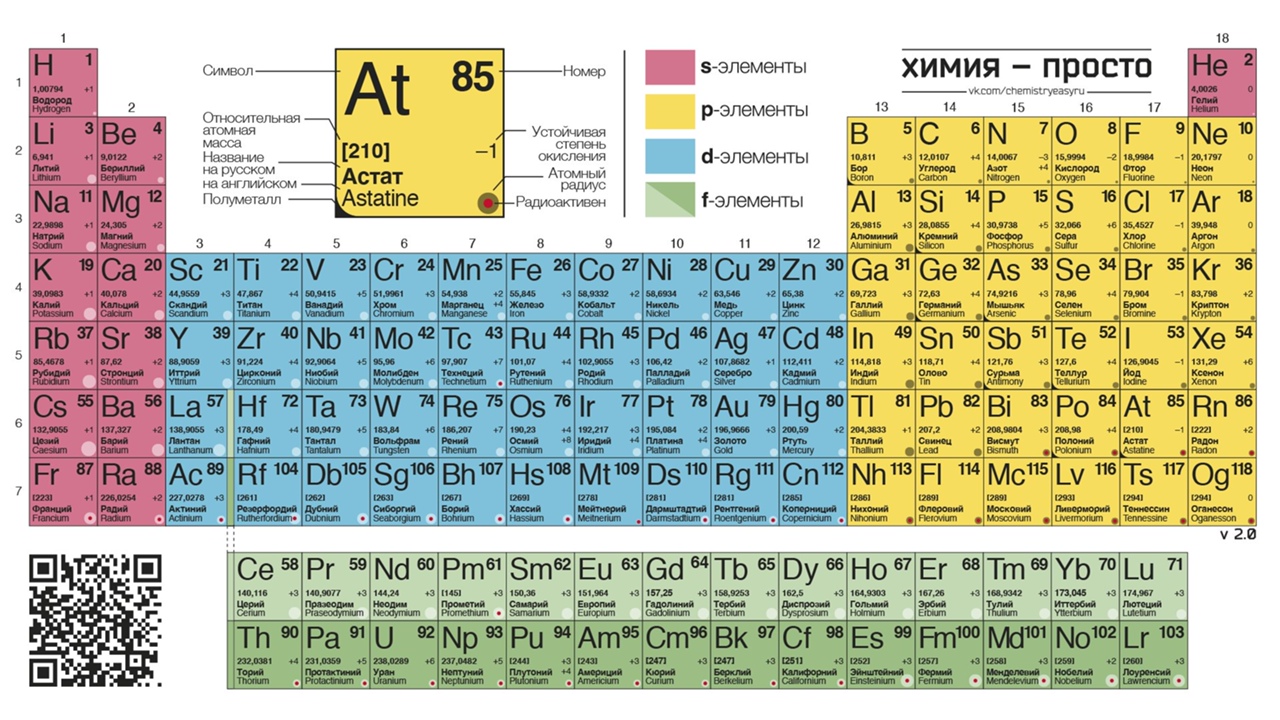 1 18
Символ At 85 Номер
Относительная атомная масса [210] −1 Устойчивая степень окисления
Название на русском Астат Атомный радиус
на английском Astatine
Полуметалл Радиоактивен
s-элементы
p-элементы
d-элементы
f-элементы
ХИМИЯ – ПРОСТО
vk.com/chemistryeasyru
1 H 1 He 2
1,00794 +1 4,0026 0
Водород Гелий
Hydrogen Helium
2 13 14 15 16 17
2 Li 3 Be 4 B 5 C 6 N 7 O 8 F 9 Ne 10
6,941 +1 9,0122 +2 10,811 +3 12,0107 +4 14,0067 −3 15,9994 −2 18,9984 −1 20,1797 0
Литий Бериллий Бор Углерод Азот +4 Кислород Фтор Неон
Lithium Beryllium Boron Carbon Nitrogen Oxygen Fluorine Neon
3 Na 11 Mg 12 Al 13 Si 14 P 15 S 16 Cl 17 Ar 18
22,9898 +1 24,305 +2 26,9815 +3 28,0855 +4 30,9738 +5 32,066 +6 35,4527 −1 39,948 0
Натрий Магний Алюминий Кремний Фосфор Сера Хлор Аргон
Sodium Magnesium Aluminium Silicon Phosphorus Sulfur Chlorine Argon
3 4 5 6 7 8 9 10 11 12
4 K 19 Ca 20 Sc 21 Ti 22 V 23 Cr 24 Mn 25 Fe 26 Co 27 Ni 28 Cu 29 Zn 30 Ga 31 Ge 32 As 33 Se 34 Br 35 Kr 36
39,0983 +1 40,078 +2 44,9559 +3 47,867 +4 50,9415 +5 51,9961 +3 54,938 +2 55,845 +3 58,9332 +2 58,6934 +2 63,546 +2 65,38 +2 69,723 +3 72,63 +4 74,9216 +3 78,96 +4 79,904 −1 83,798 +2
Калий Кальций Скандий Титан Ванадий Хром Марганец +4 Железо Кобальт Никель Медь Цинк Галлий Германий Мышьяк Селен Бром Криптон
Potassium Calcium Scandium Titanium Vanadium Chromium Manganese Iron Cobalt Nickel Copper Zinc Gallium Germanium Arsenic Selenium Bromine Krypton
5 Rb 37 Sr 38 Y 39 Zr 40 Nb 41 Mo 42 Tc 43 Ru 44 Rh 45 Pd 46 Ag 47 Cd 48 In 49 Sn 50 Sb 51 Te 52 I 53 Xe 54
85,4678 +1 87,62 +2 88,9059 +3 91,224 +4 92,9064 +5 95,96 +6 97,907 +7 101,07 +4 102,9055 +3 106,42 +2 107,8682 +1 112,411 +2 114,818 +3 118,71 +4 121,76 +3 127,6 +4 126,9045 −1 131,29 +6
Рубидий Стронций Иттрий Цирконий Ниобий Молибден Технеций Рутений Родий Палладий Серебро Кадмий Индий Олово Сурьма Теллур Йод Ксенон
Rubidium Strontium Yttrium Zirconium Niobium Molybdenum Technetium Ruthenium Rhodium Palladium Silver Cadmium Indium Tin Antimony Tellurium Iodine Xenon
6 Cs 55 Ba 56 La 57 Hf 72 Ta 73 W 74 Re 75 Os 76 Ir 77 Pt 78 Au 79 Hg 80 Tl 81 Pb 82 Bi 83 Po 84 At 85 Rn 86
132,9055 +1 137,327 +2 138,9055 +3 178,49 +4 180,9479 +5 183,84 +6 186,207 +7 190,23 +4 192,217 +3 195,084 +2 196,9666 +3 200,59 +2 204,3833 +1 207,2 +2 208,9804 +3 208,98 +4 [210] −1 [222] +2
Цезий Барий Лантан Гафний Тантал Вольфрам Рений Осмий +8 Иридий +4 Платина +4 Золото Ртуть Таллий Свинец Висмут Полоний Астат Радон
Caesium Barium Lanthanum Hafnium Tantalum Tungsten Rhenium Osmium Iridium Platinum Gold Mercury Thallium Lead Bismuth Polonium Astatine Radon
7 Fr 87 Ra 88 Ac 89 Rf 104 Db 105 Sg 106 Bh 107 Hs 108 Mt 109 Ds 110 Rg 111 Cn 112 Nh 113 Fl 114 Mc 115 Lv 116 Ts 117 Og 118
[223] +1 226,0254 +2 227,0278 +3 [261] [262] [263] [267] [269] [278] [281] [281] [285] [286] [289] [289] [293] [294] [294] 0
Франций Радий Актиний Резерфордий Дубний Сиборгий Борий Хассий Мейтнерий Дармштадтий Рентгений Коперниций Нихоний Флеровий Московий Ливерморий Теннессин Оганесон
Francium Radium Actinium Rutherfordium Dubnium Seaborgium Bohrium Hassium Meitnerium Darmstadtium Roentgenium Copernicium Nihonium Flerovium Moscovium Livermorium Tennessine Oganesson
v 2.0
Ce 58 Pr 59 Nd 60 Pm 61 Sm 62 Eu 63 Gd 64 Tb 65 Dy 66 Ho 67 Er 68 Tm 69 Yb 70 Lu 71
140,116 +3 140,9077 +3 144,24 +3 [145] +3 150,36 +3 151,964 +3 157,25 +3 158,9253 +3 162,5 +3 164,9303 +3 167,26 +3 168,9342 +3 173,045 +3 174,967 +3
Церий Празеодим Неодим Прометий Самарий Европий Гадолиний Тербий Диспрозий Гольмий Эрбий Тулий Иттербий Лютеций
Cerium Praseodymium Neodymium Promethium Samarium Europium Gadolinium Terbium Dysprosium Holmium Erbium Thulium Ytterbium Lutetium
Th 90 Pa 91 U 92 Np 93 Pu 94 Am 95 Cm 96 Bk 97 Cf 98 Es 99 Fm 100 Md 101 No 102 Lr 103
232,0381 +4 231,0359 +5 238,0289 +6 237,0482 +5 [244] +3 [243] +3 [247] +3 [247] +3 [251] +3 [252] +3 [257] +3 [258] +3 [259] +2 [260] +3
Торий Протактиний Уран Нептуний Плутоний +4 Америций Кюрий Берклий Калифорний Эйнштейний Фермий Менделевий Нобелий Лоуренсий
Thorium Protactinium Uranium Neptunium Plutonium Americium Curium Berkelium Californium Einsteinium Fermium Mendelevium Nobelium Lawrencium